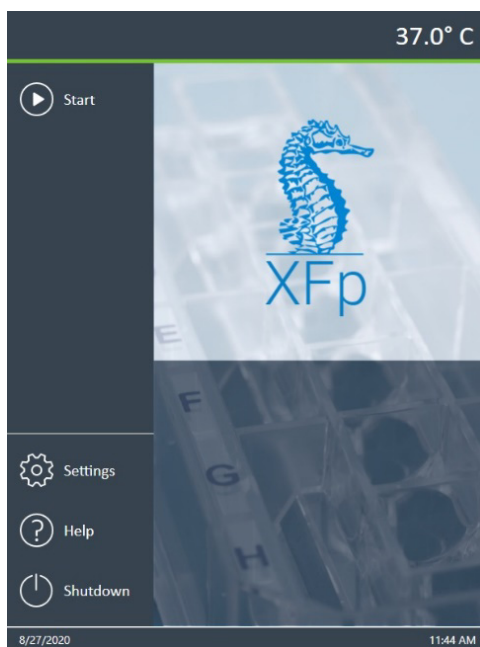 37.0° C
Start
XFp
E
F
G
H
Settings
Help
Shutdown
8/27/2020
11:44 AM